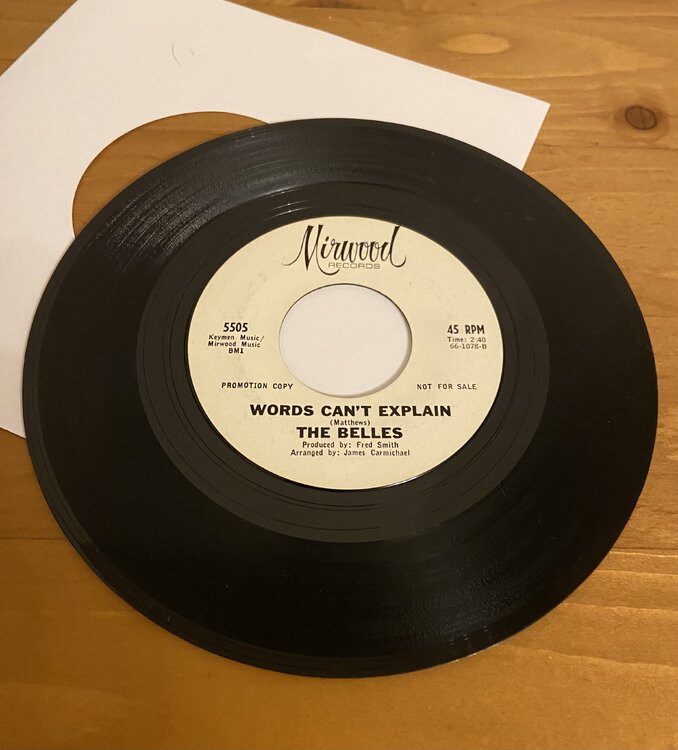 Mirwood
RECORDS
5505
Keymen Music/
Mirwood Music
BMI
45 RPM
Time: 2:40
66-1078-B
PROMOTION COPY
NOT FOR SALE
WORDS CAN'T EXPLAIN
(Matthews)
THE BELLES
Produced by: Fred Smith
Arranged by: James Carmichael